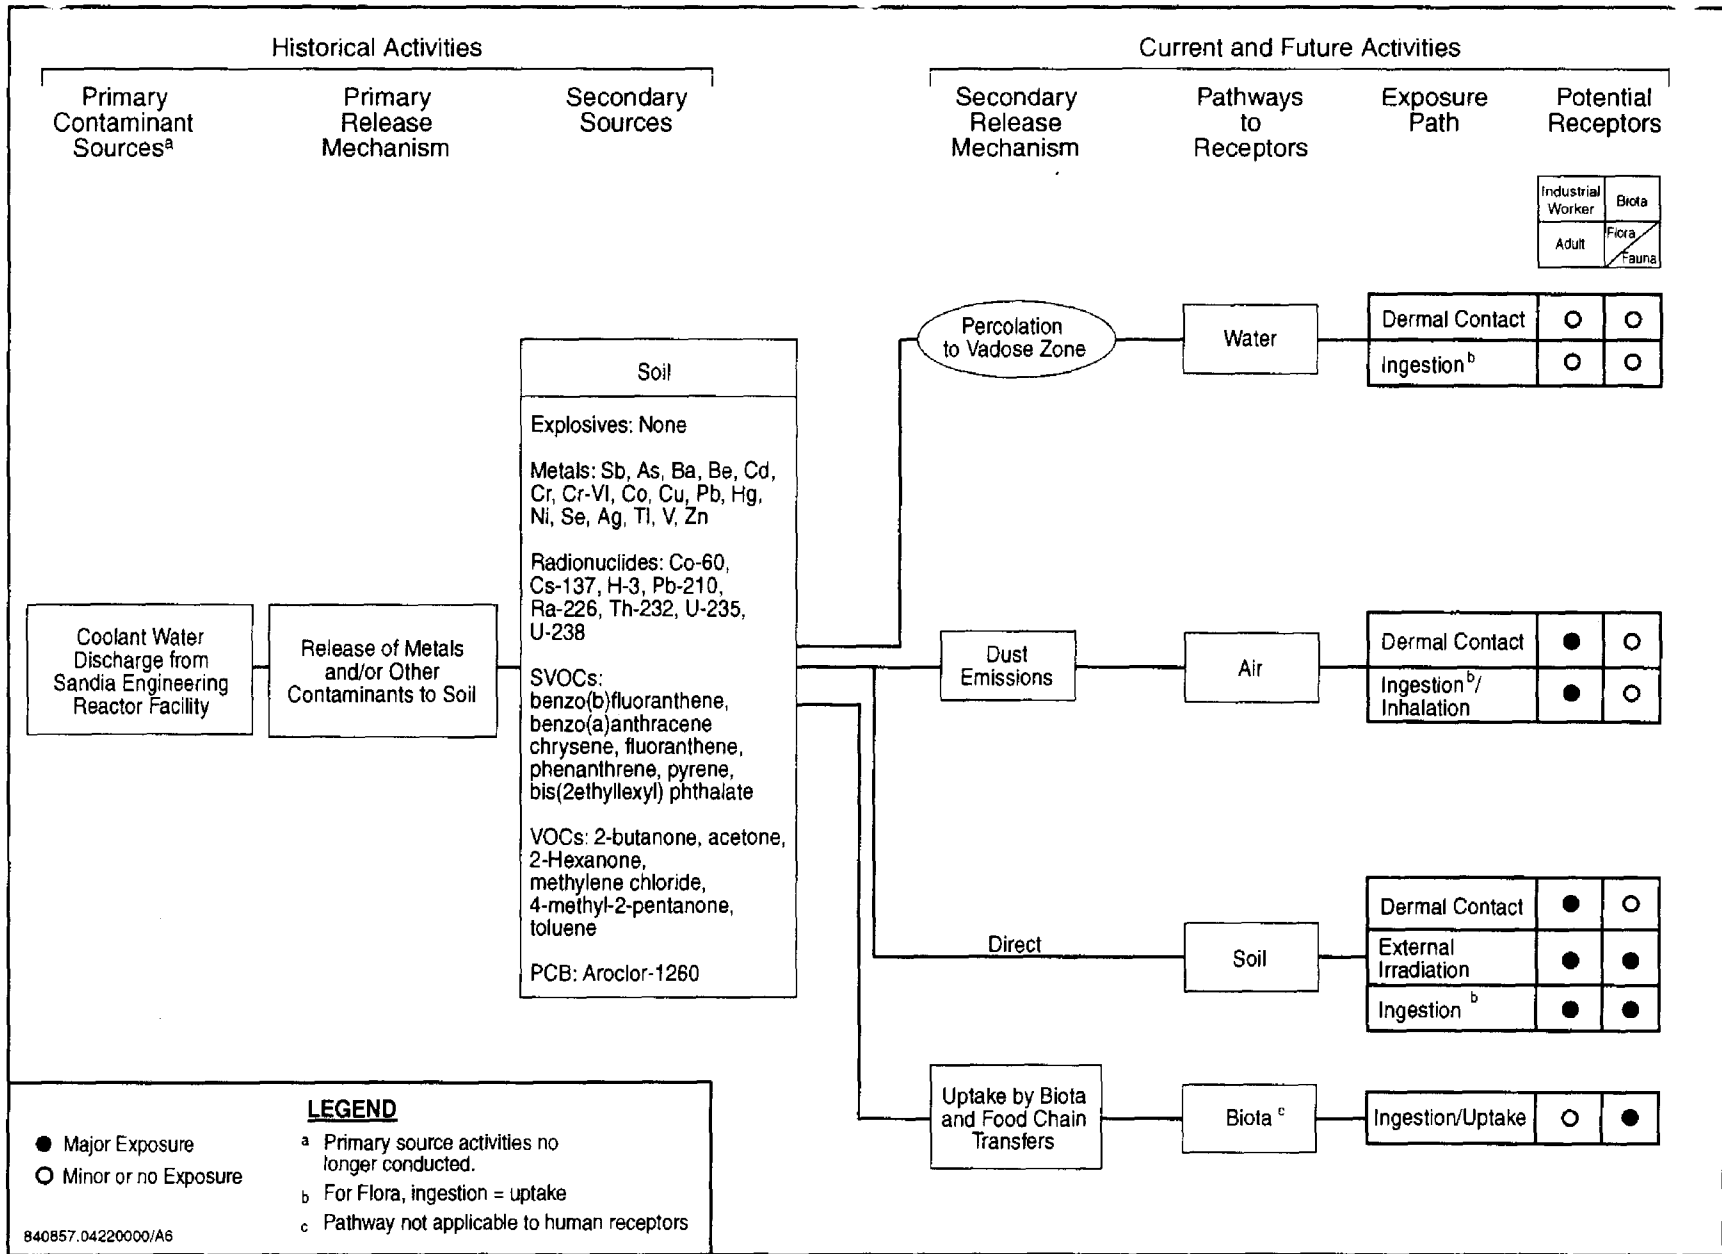 Historical Activities
Current and Future Activities
Primary
Contaminant
Sources a
Primary
Release
Mechanism
Secondary
Sources
Secondary
Release
Mechanism
Pathways
to
Receptors
Exposure
Path
Potential
Receptors
Industrial
Worker
Biota
Adult
Flora
Fauna
Coolant Water
Discharge from
Sandia Engineering
Reactor Facility
Release of Metals
and/or Other
Contaminants to Soil
Soil
Explosives: None
Metals: Sb, As, Ba, Be, Cd,
Cr, Cr-VI, Co, Cu, Pb, Hg,
Ni, Se, Ag, Tl, V, Zn
Radionuclides: Co-60,
Cs-137, H-3, Pb-210,
Ra-226, Th-232, U-235,
U-238
SVOCs:
benzo(b)fluoranthene,
benzo(a)anthracene
chrysene, fluoranthene,
phenanthrene, pyrene,
bis(2ethyllexyl) phthalate
VOCs: 2-butanone, acetone,
2-Hexanone,
methylene chloride,
4-methyl-2-pentanone,
toluene
PCB: Aroclor-1260
Percolation
to Vadose Zone
Water
Dermal Contact
Ingestion b
Dust
Emissions
Air
Dermal Contact
Ingestion b/
Inhalation
Direct
Soil
Dermal Contact
External
Irradiation
Ingestion b
Uptake by Biota
and Food Chain
Transfers
Biota c
Ingestion/Uptake
LEGEND
● Major Exposure
O Minor or no Exposure
a Primary source activities no
longer conducted.
b For Flora, ingestion = uptake
c Pathway not applicable to human receptors
840857.04220000/A6